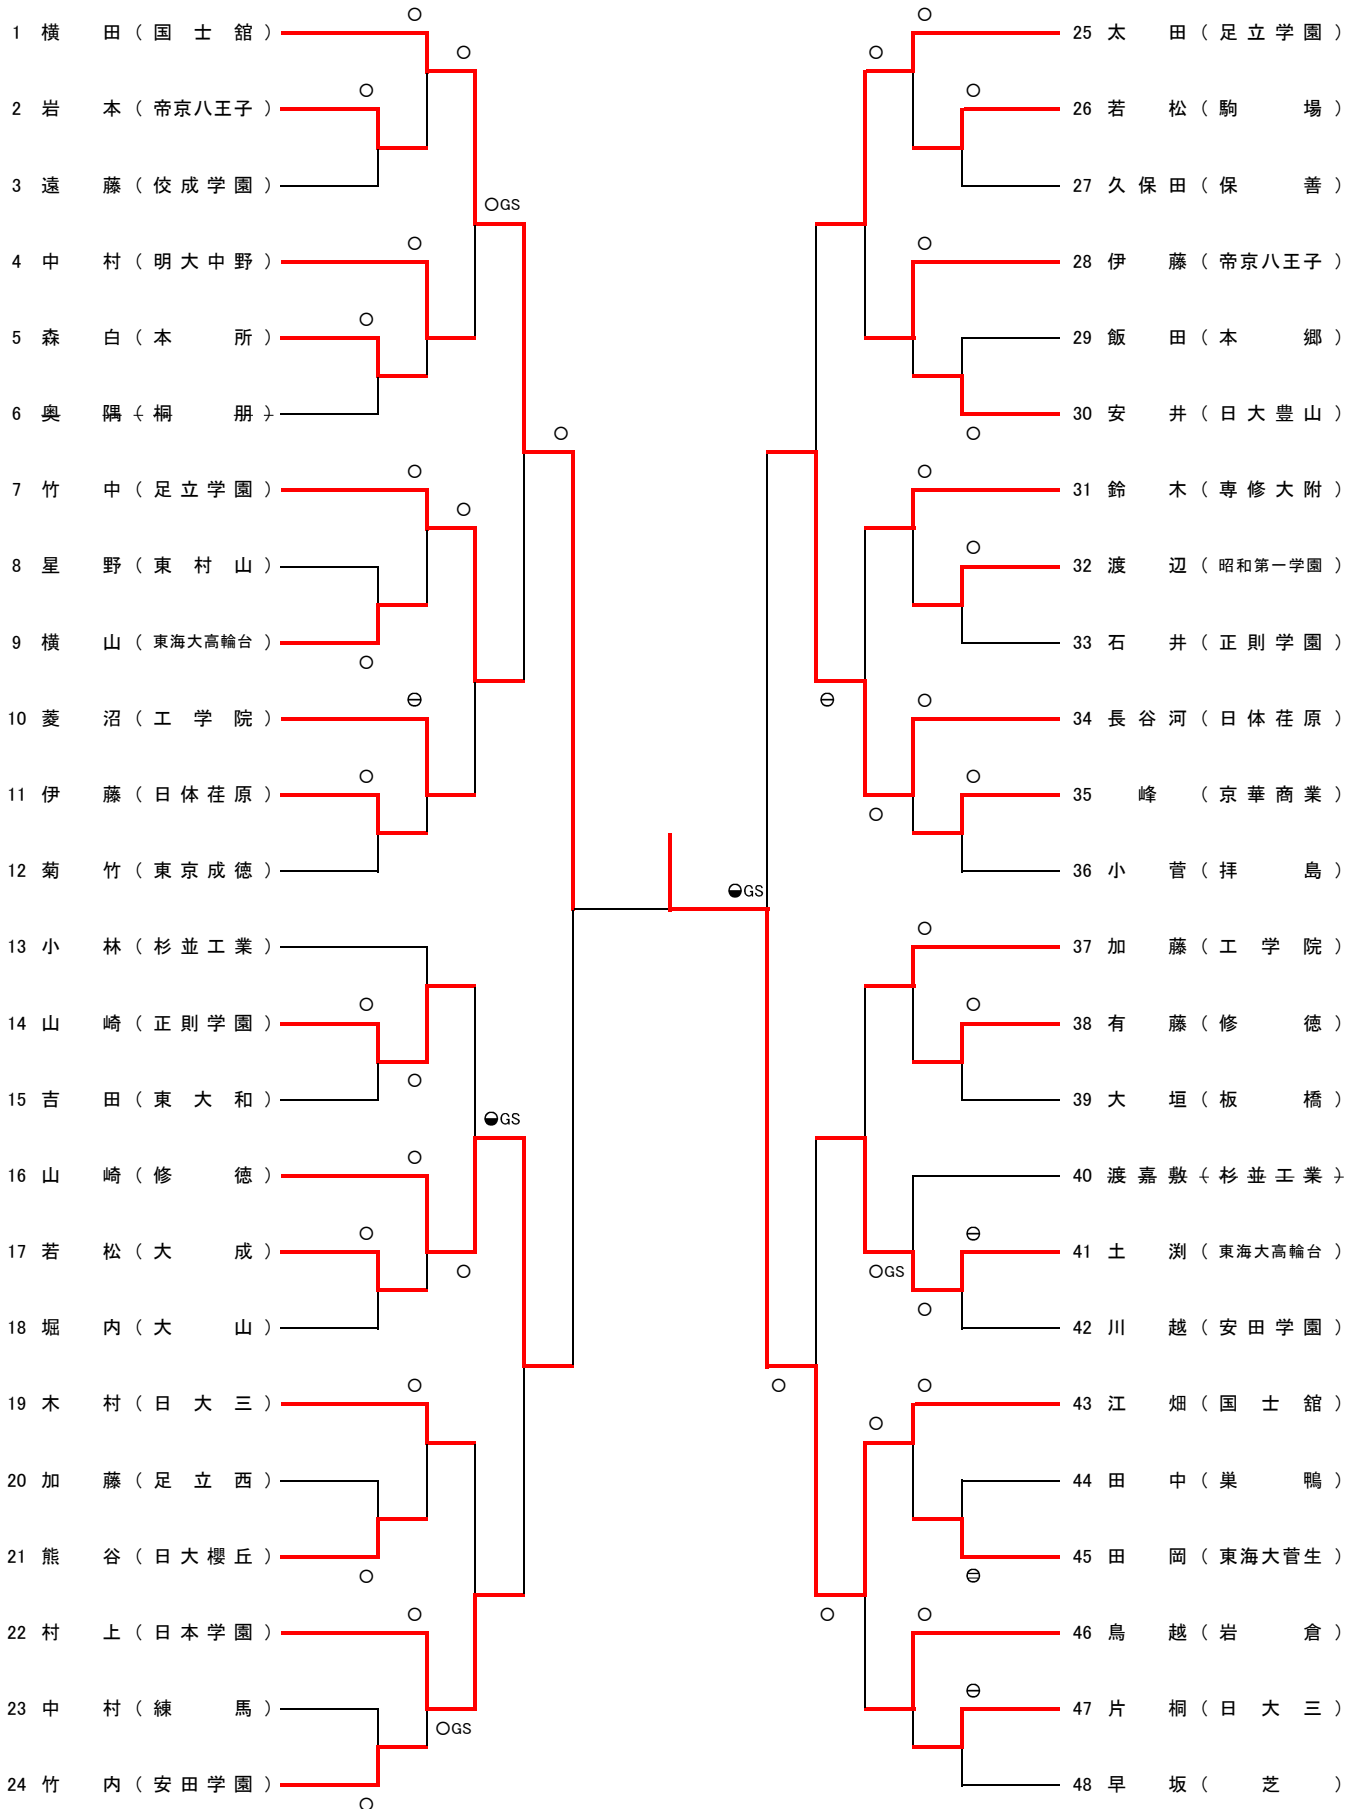 1 横田(国士舘)
2 岩本(帝京八王子)
3 遠藤(佼成学園)
4 中村(明大中野)
5 森白(本所)
6 奥隅(桐朋)
7 竹中(足立学園)
8 星野(東村山)
9 横山(東海大高輪台)
10 菱沼(工学院)
11 伊藤(日体荏原)
12 菊竹(東京成徳)
13 小林(杉並工業)
14 山崎(正則学園)
15 吉田(東大和)
16 山崎(修徳)
17 若松(大成)
18 堀内(大山)
19 木村(日大三)
20 加藤(足立西)
21 熊谷(日大櫻丘)
22 村上(日本学園)
23 中村(練馬)
24 竹内(安田学園)
○GS
◒GS
○GS
◒GS
○GS
25 太田(足立学園)
26 若松(駒場)
27 久保田(保善)
28 伊藤(帝京八王子)
29 飯田(本郷)
30 安井(日大豊山)
31 鈴木(専修大附)
32 渡辺(昭和第一学園)
33 石井(正則学園)
34 長谷河(日体荏原)
35 峰(京華商業)
36 小菅(拝島)
37 加藤(工学院)
38 有藤(修徳)
39 大垣(板橋)
40 渡嘉敷(杉並工業)
41 土渕(東海大高輪台)
42 川越(安田学園)
43 江畑(国士舘)
44 田中(巣鴨)
45 田岡(東海大菅生)
46 鳥越(岩倉)
47 片桐(日大三)
48 早坂(芝)